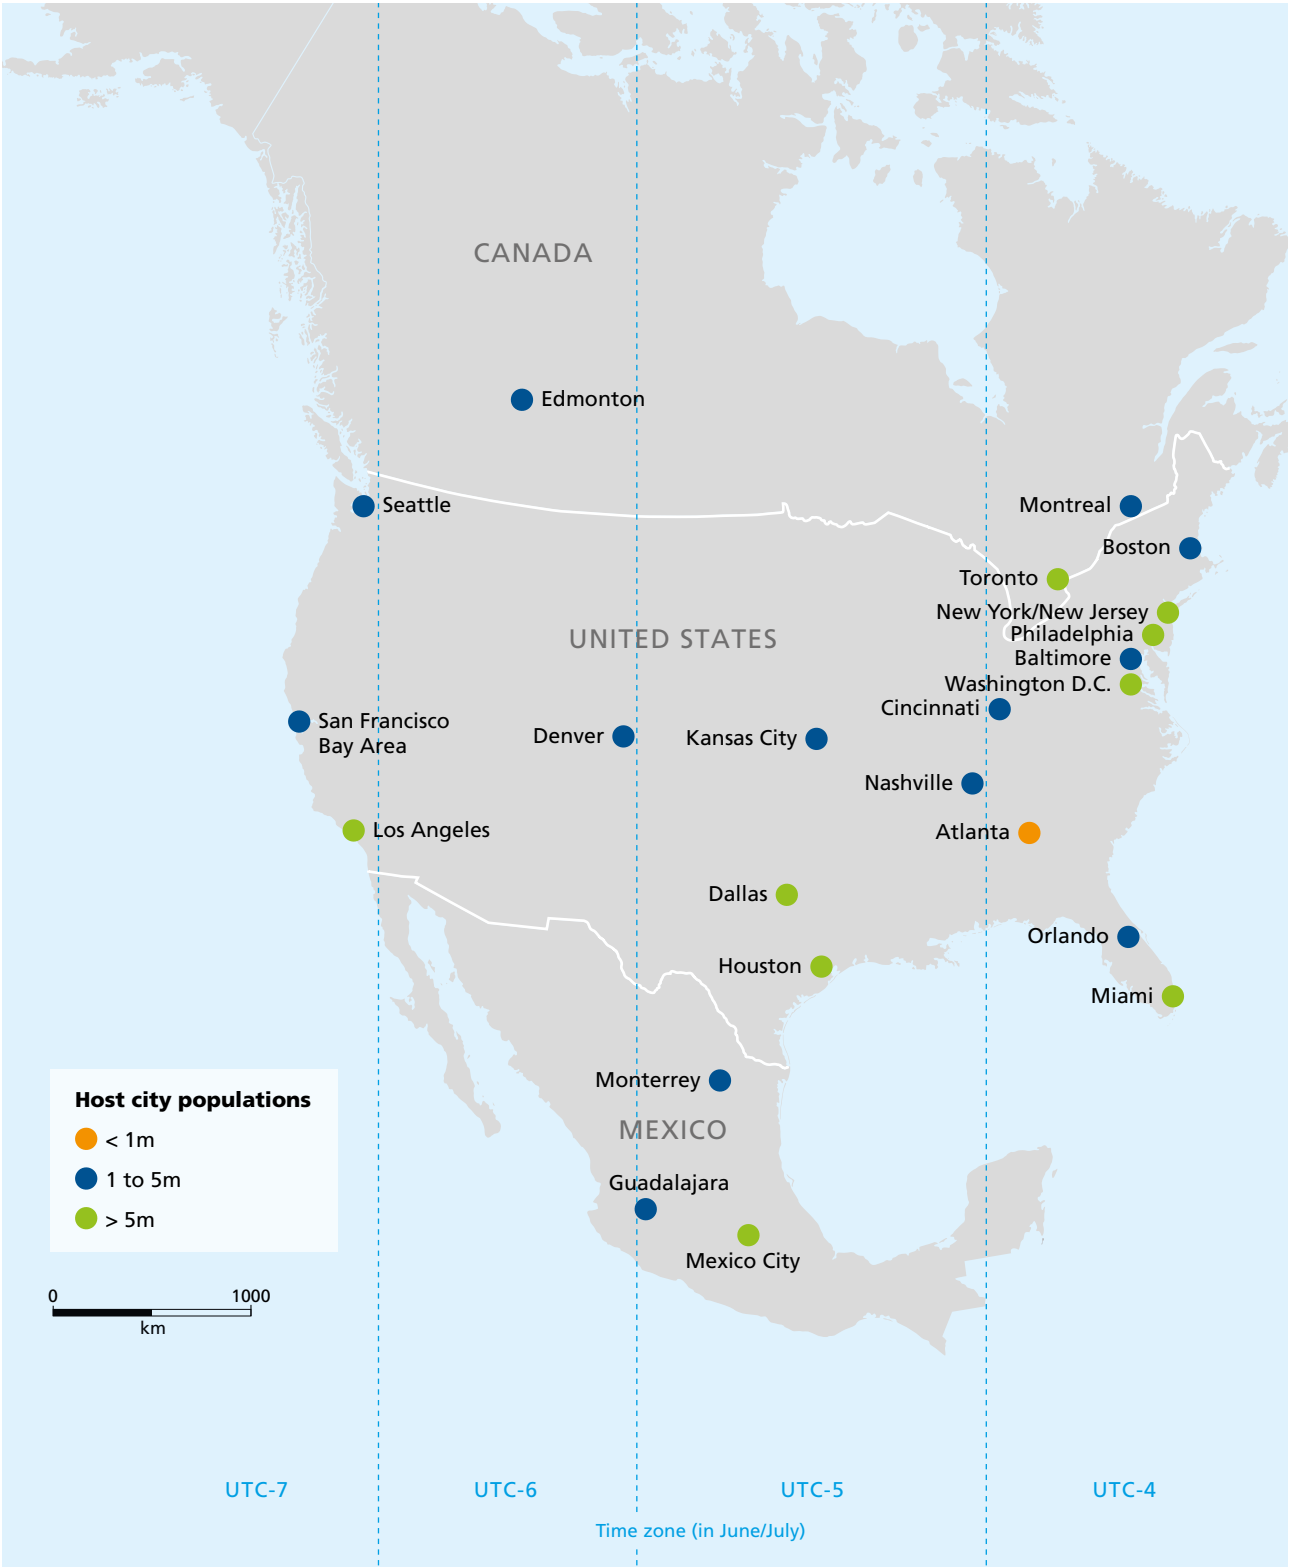 CANADA
Edmonton
Seattle
Montreal
Boston
Toronto
New York/New Jersey
UNITED STATES
Philadelphia
Baltimore
Washington D.C.
Cincinnati
San Francisco
Bay Area
Denver
Kansas City
Nashville
Los Angeles
Atlanta
Dallas
Orlando
Houston
Miami
Monterrey
MEXICO
Guadalajara
Mexico City
Host city populations
< 1m
1 to 5m
> 5m
0 1000
km
UTC-7 UTC-6 UTC-5 UTC-4
Time zone (in June/July)